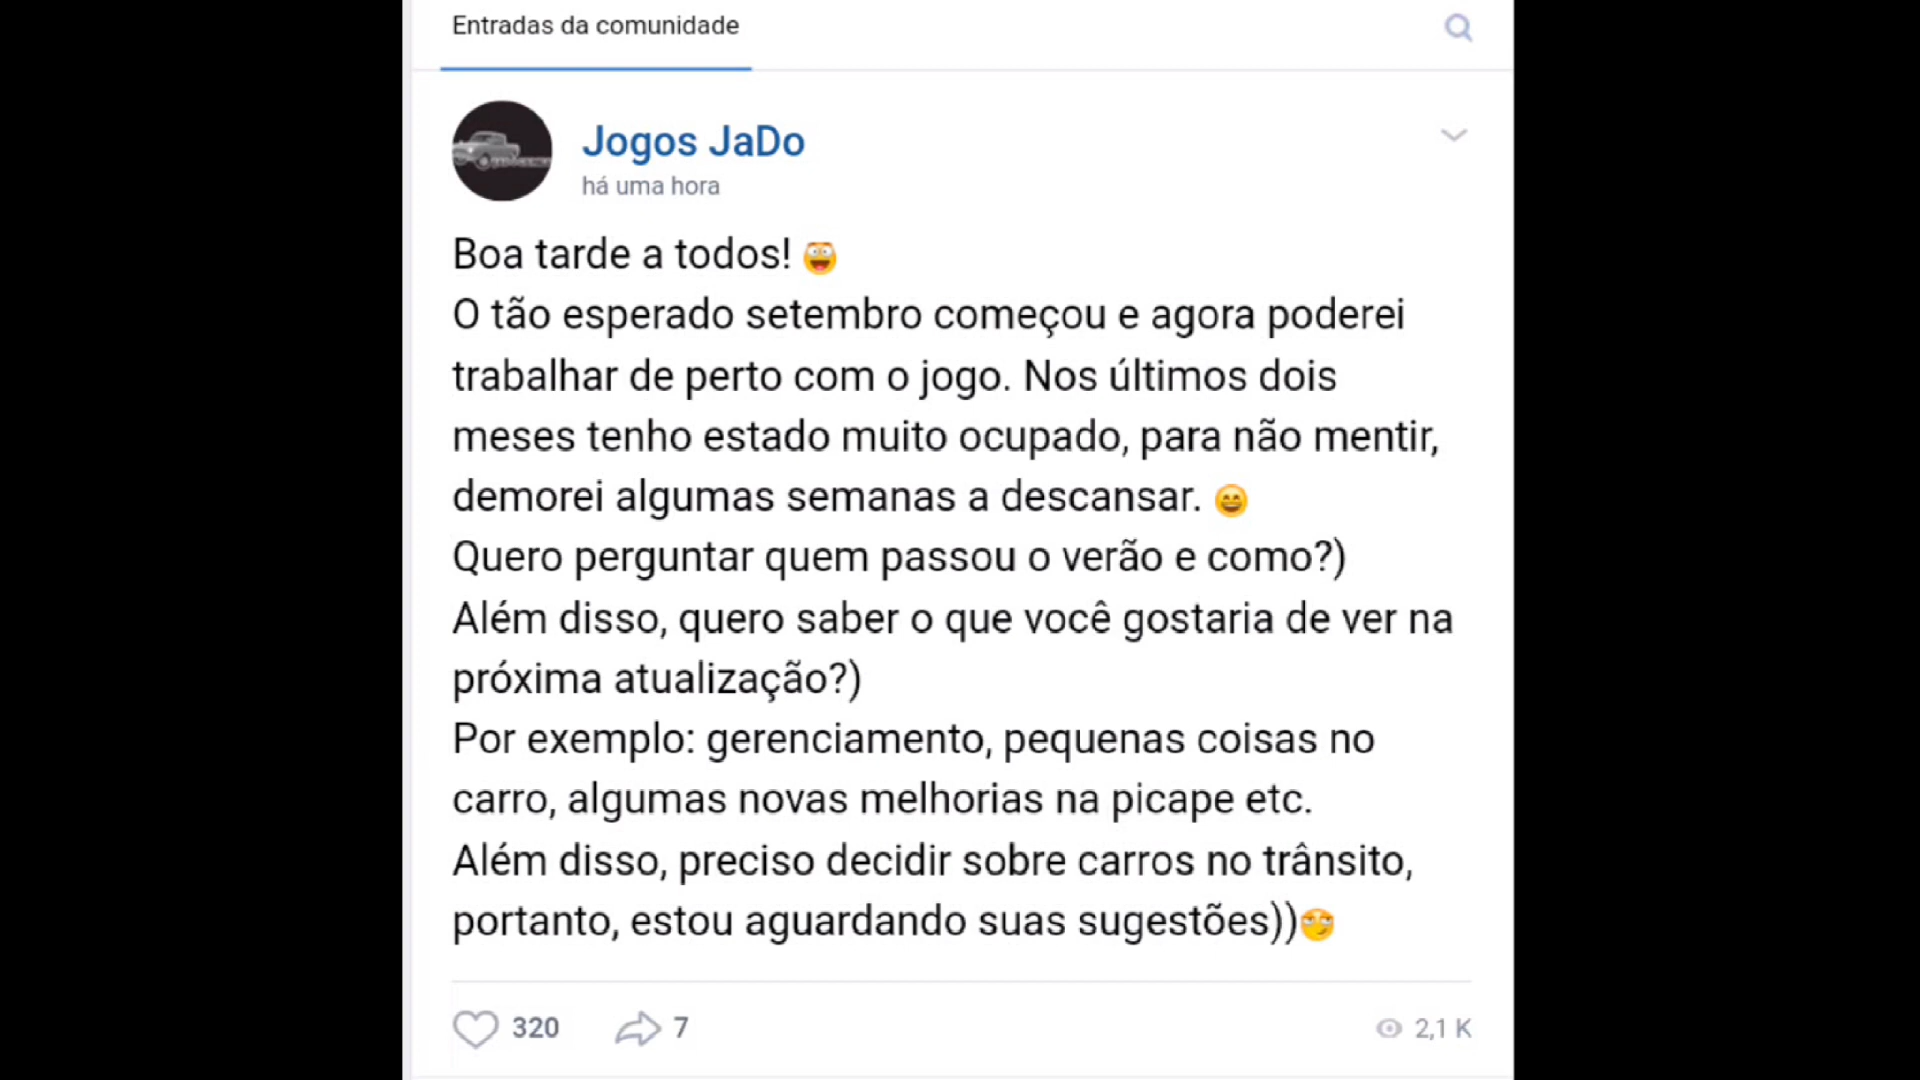 Entradas da comunidade
Jogos JaDo
há uma hora
Boa tarde a todos! 😀
O tão esperado setembro começou e agora poderei
trabalhar de perto com o jogo. Nos últimos dois
meses tenho estado muito ocupado, para não mentir,
demorei algumas semanas a descansar. 😄
Quero perguntar quem passou o verão e como?)
Além disso, quero saber o que você gostaria de ver na
próxima atualização?)
Por exemplo: gerenciamento, pequenas coisas no
carro, algumas novas melhorias na picape etc.
Além disso, preciso decidir sobre carros no trânsito,
portanto, estou aguardando suas sugestões))🙄
320 7 2,1 K